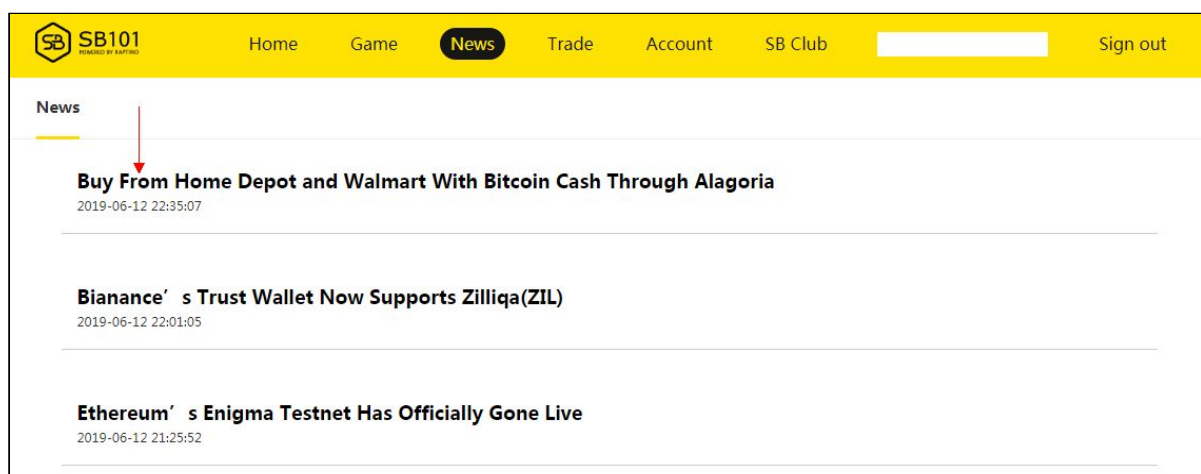 SB SB101
POWERED BY RAPTINO
Home Game News Trade Account SB Club Sign out
News
Buy From Home Depot and Walmart With Bitcoin Cash Through Alagoria
2019-06-12 22:35:07
Bianance’ s Trust Wallet Now Supports Zilliqa(ZIL)
2019-06-12 22:01:05
Ethereum’ s Enigma Testnet Has Officially Gone Live
2019-06-12 21:25:52